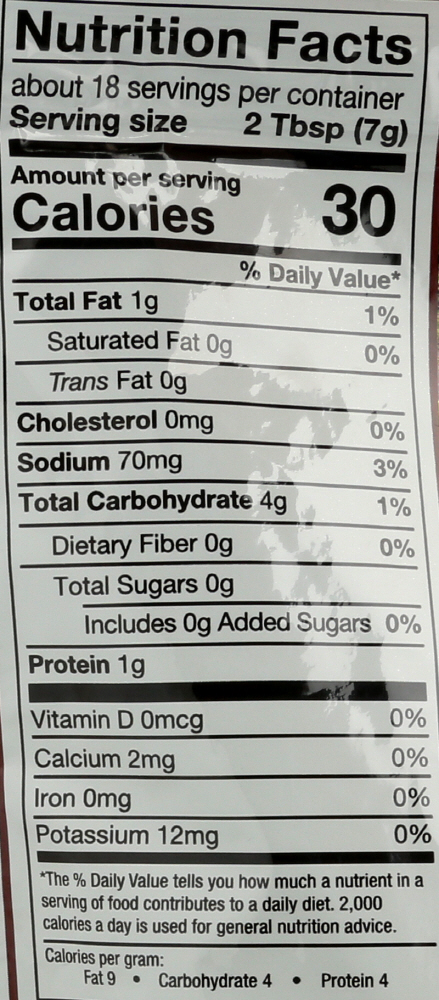 Nutrition Facts
about 18 servings per container
Serving size 2 Tbsp (7g)
Amount per serving
Calories 30
% Daily Value*
Total Fat 1g 1%
Saturated Fat 0g 0%
Trans Fat 0g
Cholesterol 0mg 0%
Sodium 70mg 3%
Total Carbohydrate 4g 1%
Dietary Fiber 0g 0%
Total Sugars 0g
Includes 0g Added Sugars 0%
Protein 1g
Vitamin D 0mcg 0%
Calcium 2mg 0%
Iron 0mg 0%
Potassium 12mg 0%
*The % Daily Value tells you how much a nutrient in a
serving of food contributes to a daily diet. 2,000
calories a day is used for general nutrition advice.
Calories per gram:
Fat 9 • Carbohydrate 4 • Protein 4